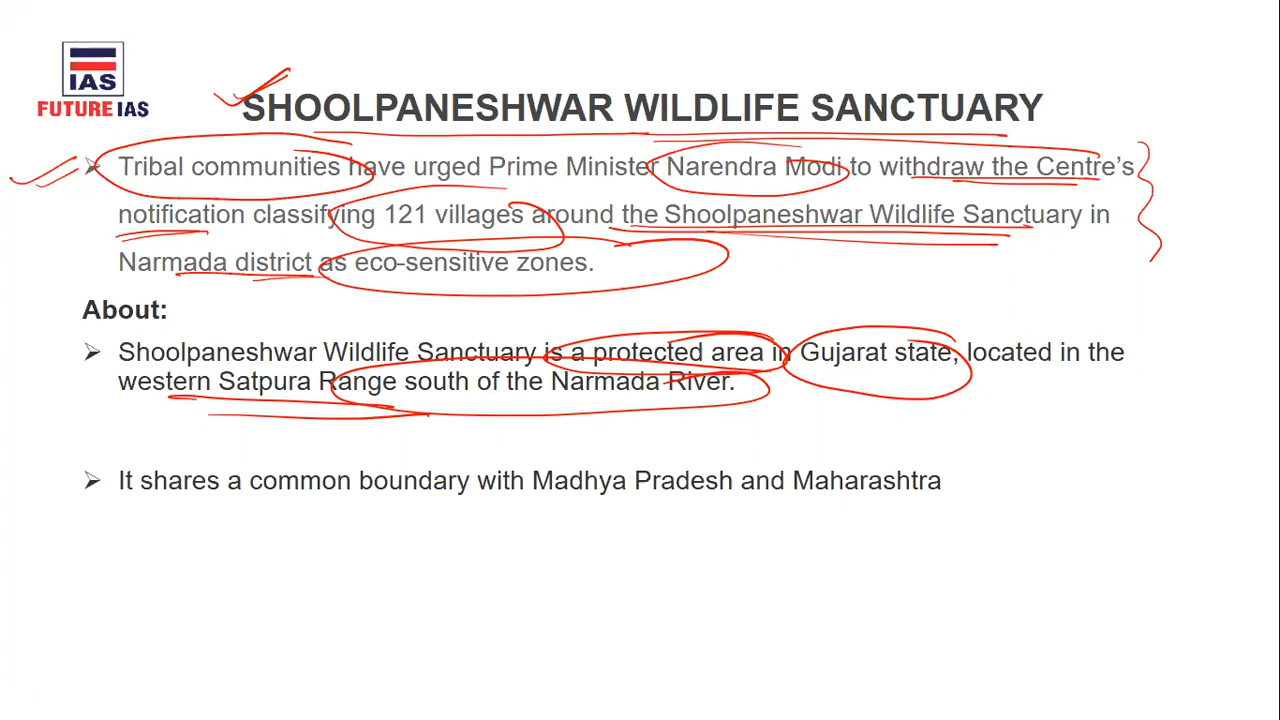 IAS
FUTURE IAS
SHOOLPANESHWAR WILDLIFE SANCTUARY
➢ Tribal communities have urged Prime Minister Narendra Modi to withdraw the Centre’s
notification classifying 121 villages around the Shoolpaneshwar Wildlife Sanctuary in
Narmada district as eco-sensitive zones.
About:
➢ Shoolpaneshwar Wildlife Sanctuary is a protected area in Gujarat state, located in the
western Satpura Range south of the Narmada River.
➢ It shares a common boundary with Madhya Pradesh and Maharashtra